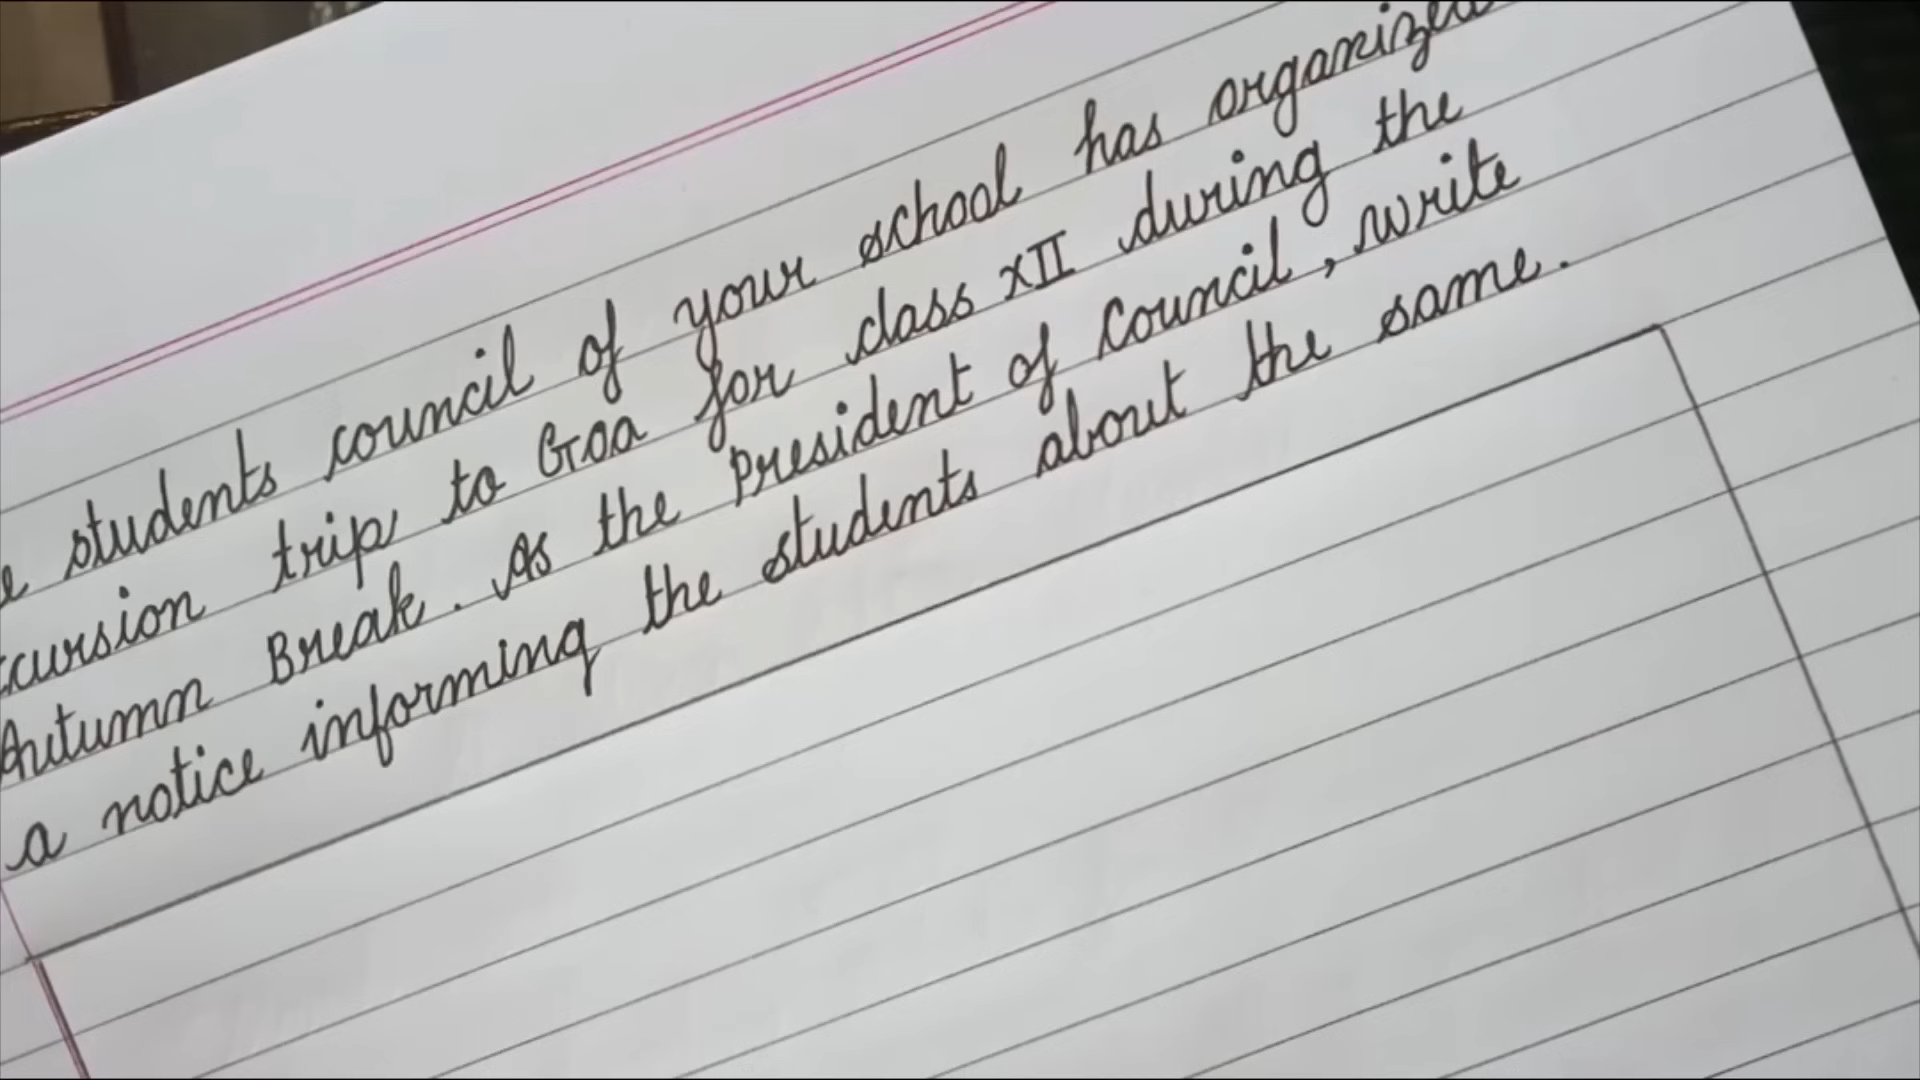 students council of your school has organized
trip to Goa for class XII during the
Autumn Break. As the President of Council, write
a notice informing the students about the same.